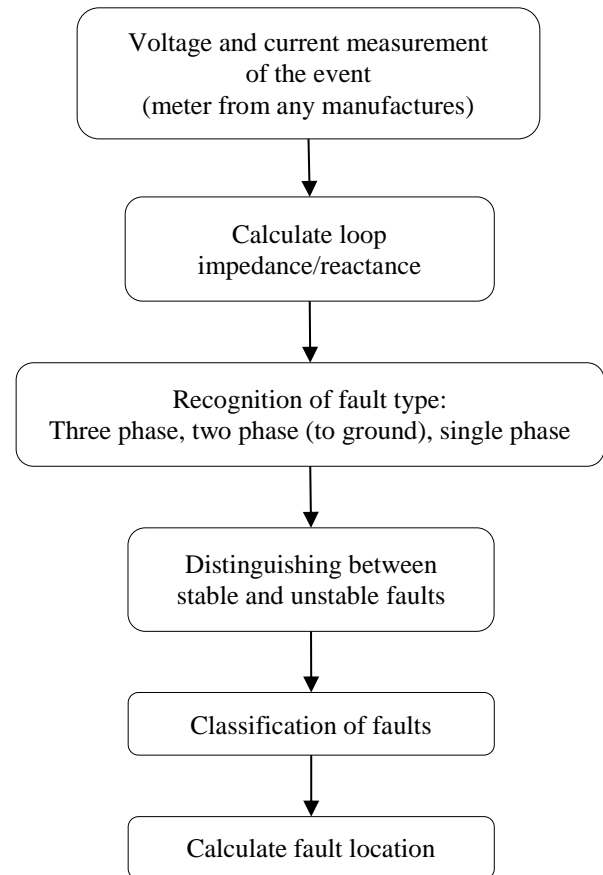 Voltage and current measurement
of the event
(meter from any manufactures)
Calculate loop
impedance/reactance
Recognition of fault type:
Three phase, two phase (to ground), single phase
Distinguishing between
stable and unstable faults
Classification of faults
Calculate fault location